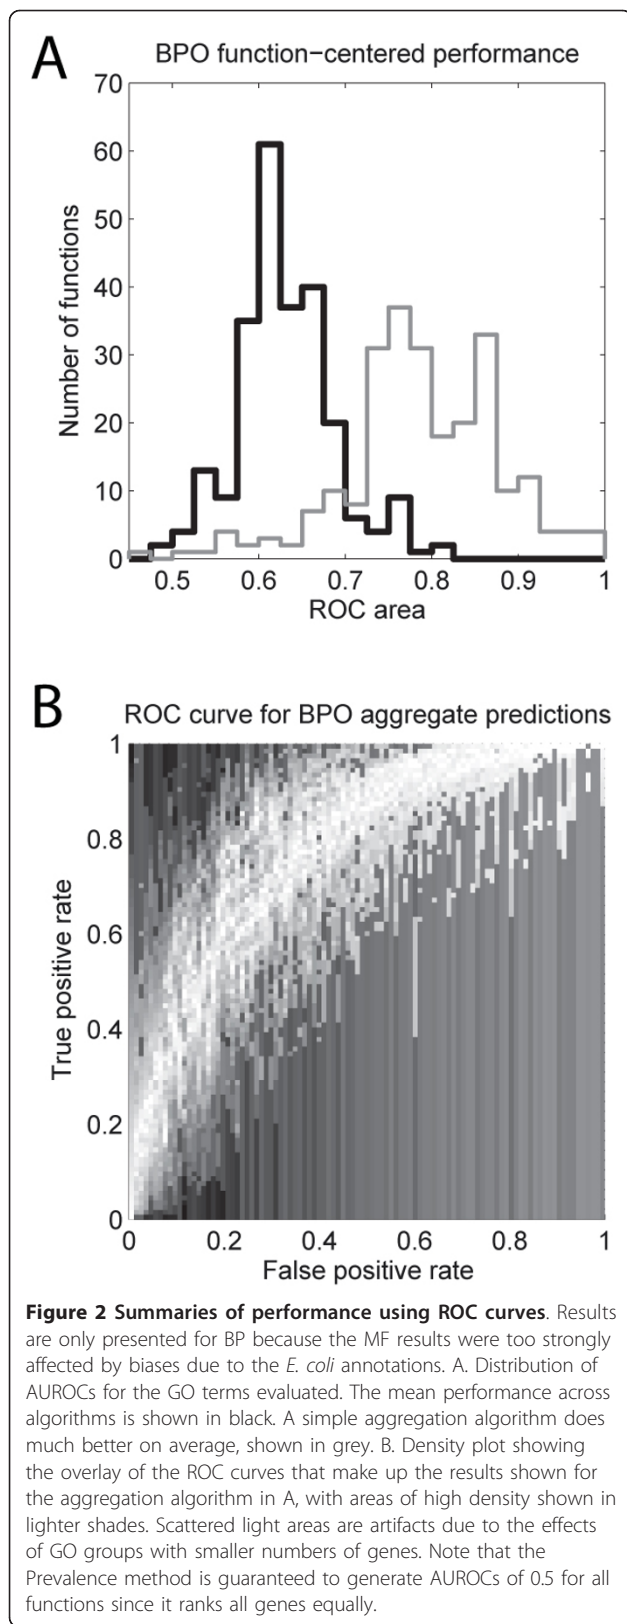 A
BPO function−centered performance
70
60
50
40
30
20
10
0
Number of functions
0.5 0.6 0.7 0.8 0.9 1
ROC area
B
ROC curve for BPO aggregate predictions
1
0.8
0.6
0.4
0.2
0
True positive rate
0 0.2 0.4 0.6 0.8 1
False positive rate
Figure 2 Summaries of performance using ROC curves. Results
are only presented for BP because the MF results were too strongly
affected by biases due to the E. coli annotations. A. Distribution of
AUROCs for the GO terms evaluated. The mean performance across
algorithms is shown in black. A simple aggregation algorithm does
much better on average, shown in grey. B. Density plot showing
the overlay of the ROC curves that make up the results shown for
the aggregation algorithm in A, with areas of high density shown in
lighter shades. Scattered light areas are artifacts due to the effects
of GO groups with smaller numbers of genes. Note that the
Prevalence method is guaranteed to generate AUROCs of 0.5 for all
functions since it ranks all genes equally.